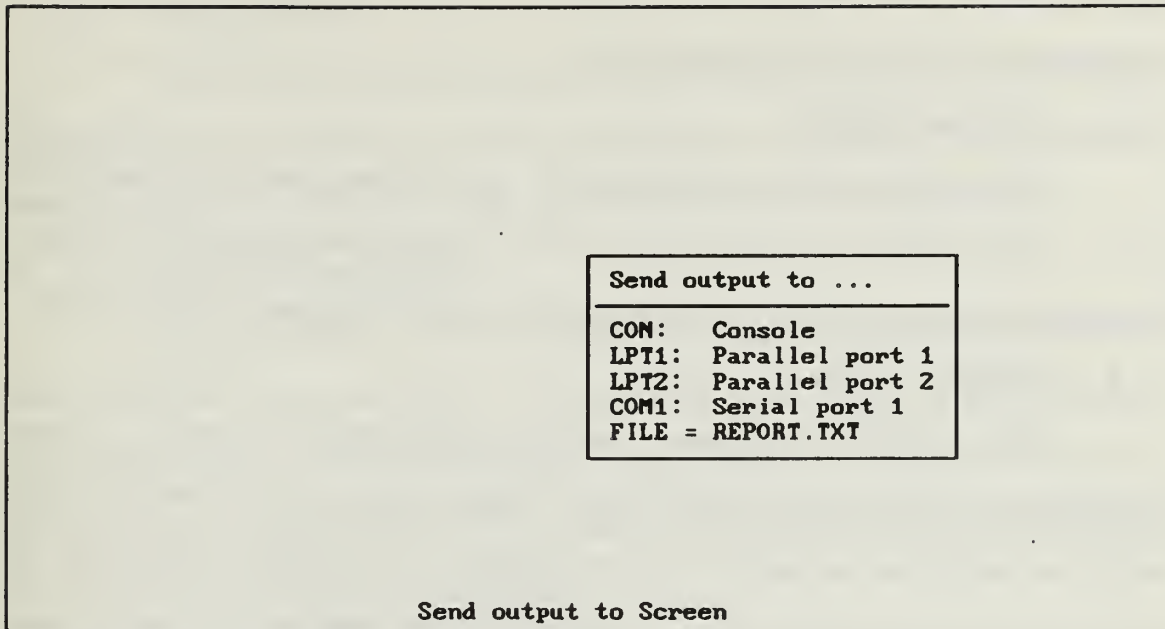 Send output to ...
CON: Console
LPT1: Parallel port 1
LPT2: Parallel port 2
COM1: Serial port 1
FILE = REPORT.TXT
Send output to Screen